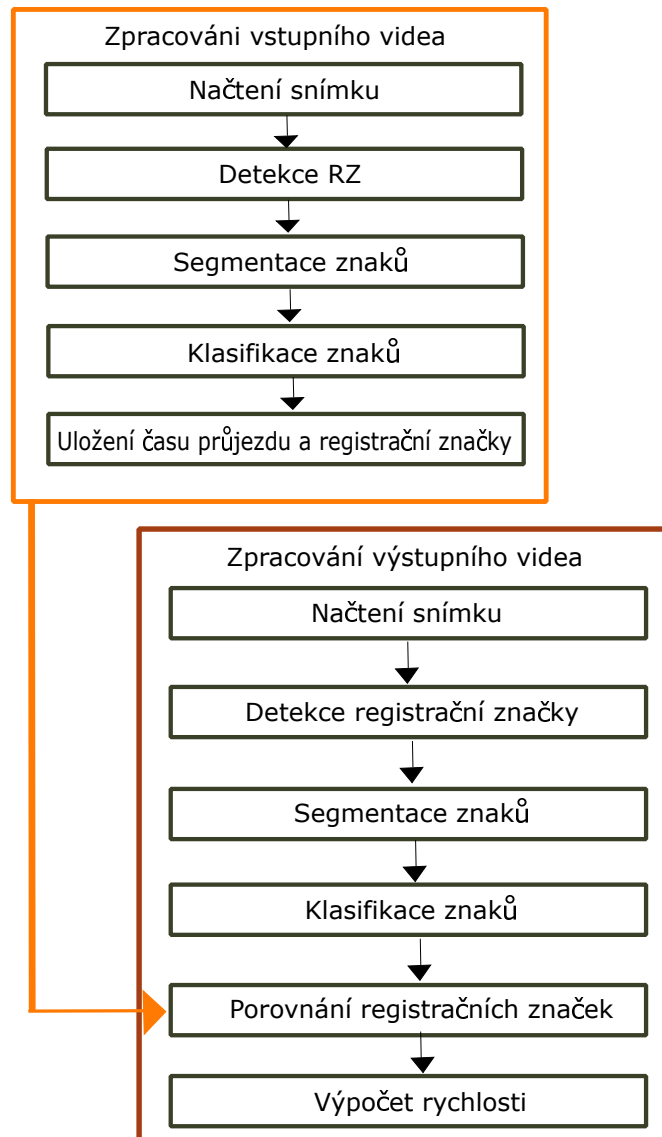 Zpracováni vstupního videa
Načtení snímku
Detekce RZ
Segmentace znaků
Klasifikace znaků
Uložení času průjezdu a registrační značky
Zpracování výstupního videa
Načtení snímku
Detekce registrační značky
Segmentace znaků
Klasifikace znaků
Porovnání registračních značek
Výpočet rychlosti